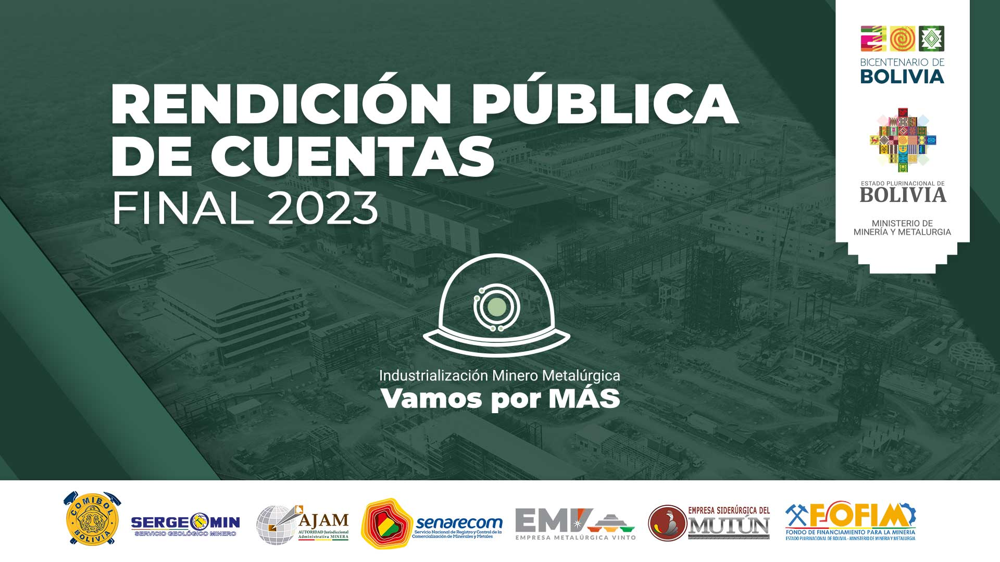 RENDICIÓN PÚBLICA
DE CUENTAS
FINAL 2023
BICENTENARIO DE
BOLIVIA
ESTADO PLURINACIONAL DE
BOLIVIA
MINISTERIO DE
MINERÍA Y METALURGIA
Industrialización Minero Metalúrgica
Vamos por MÁS
COMIBOL
BOLIVIA
SERGEOMIN
SERVICIO GEOLÓGICO MINERO
AJAM
AUTORIDAD Jurisdiccional
Administrativa MINERA
senarecom
Servicio Nacional de Registro y Control de la
Comercialización de Minerales y Metales
EMV
EMPRESA METALÚRGICA VINTO
EMPRESA SIDERÚRGICA DEL
MUTÚN
FOFIM
FONDO DE FINANCIAMIENTO PARA LA MINERIA
ESTADO PLURINACIONAL DE BOLIVIA - MINISTERIO DE MINERIA Y METALURGIA